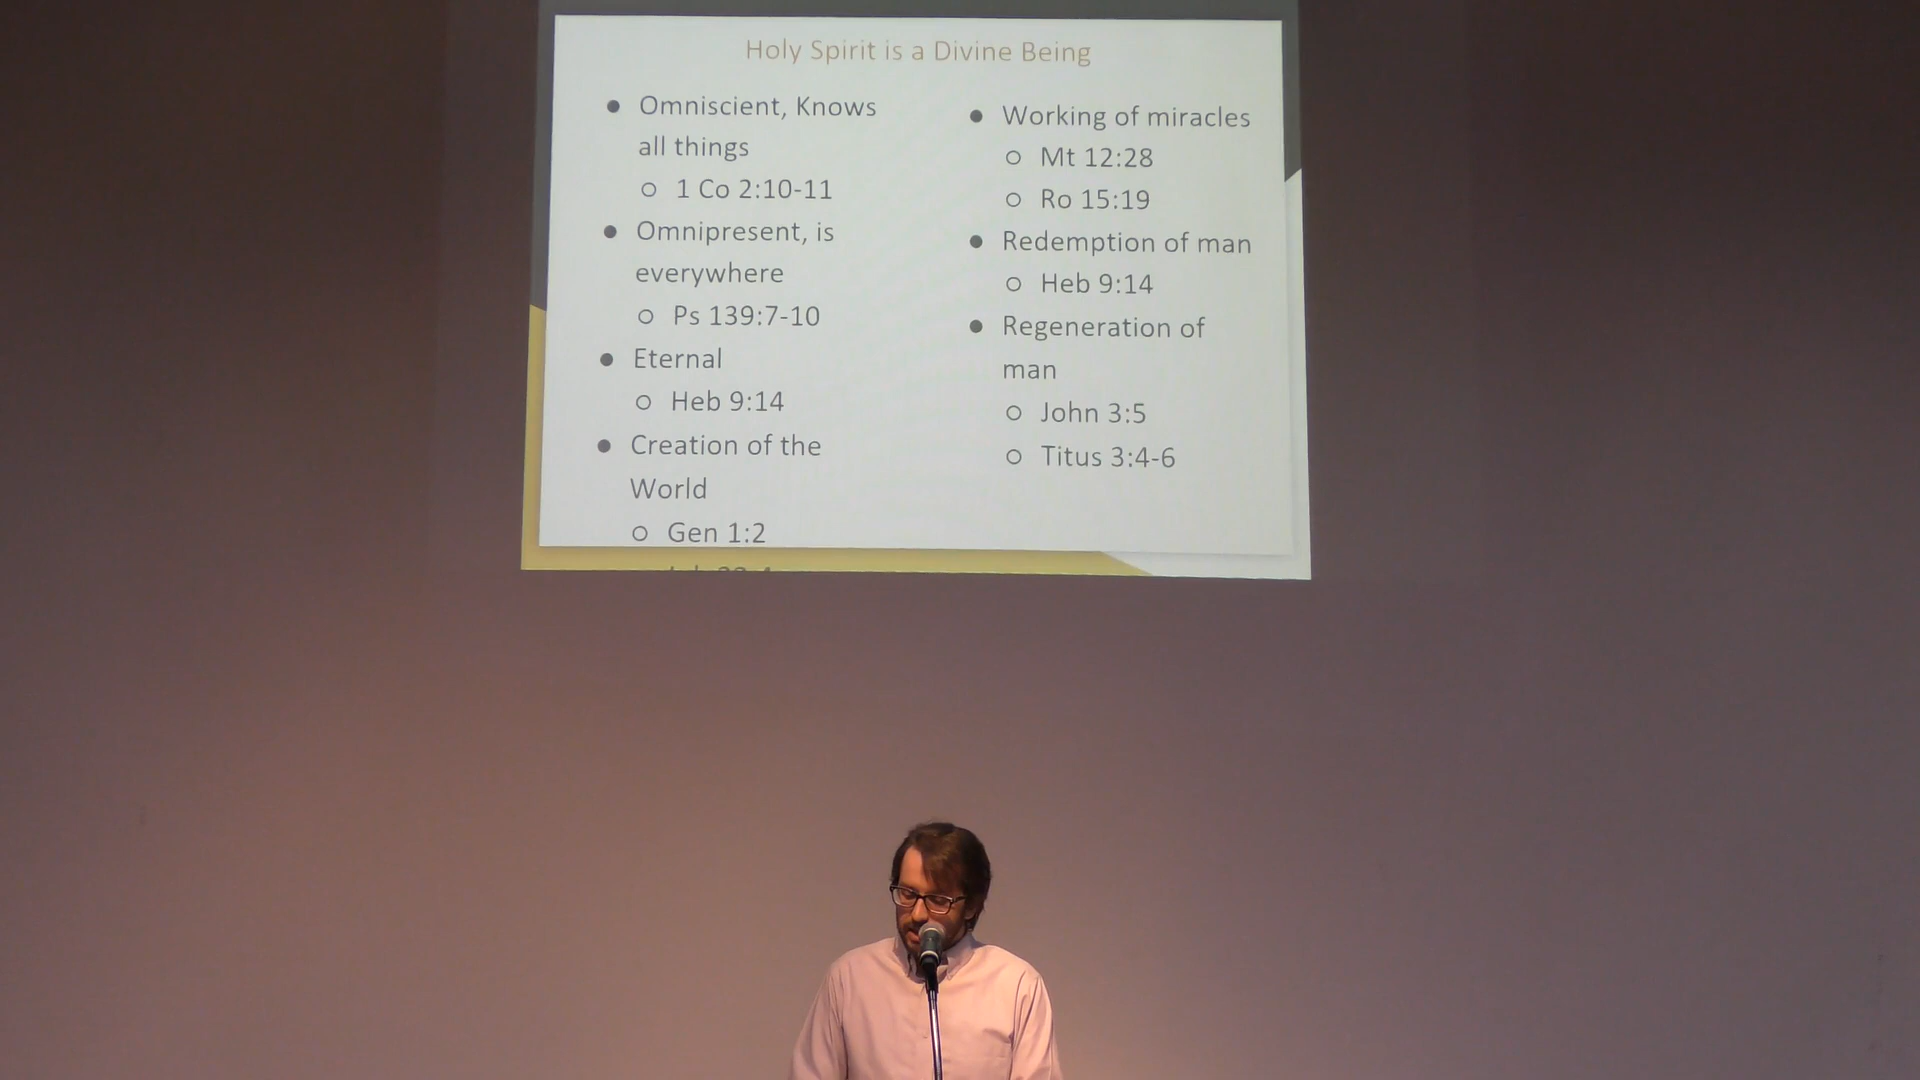 Holy Spirit is a Divine Being
● Omniscient, Knows
all things
○ 1 Co 2:10-11
● Omnipresent, is
everywhere
○ Ps 139:7-10
● Eternal
○ Heb 9:14
● Creation of the
World
○ Gen 1:2
● Working of miracles
○ Mt 12:28
○ Ro 15:19
● Redemption of man
○ Heb 9:14
● Regeneration of
man
○ John 3:5
○ Titus 3:4-6